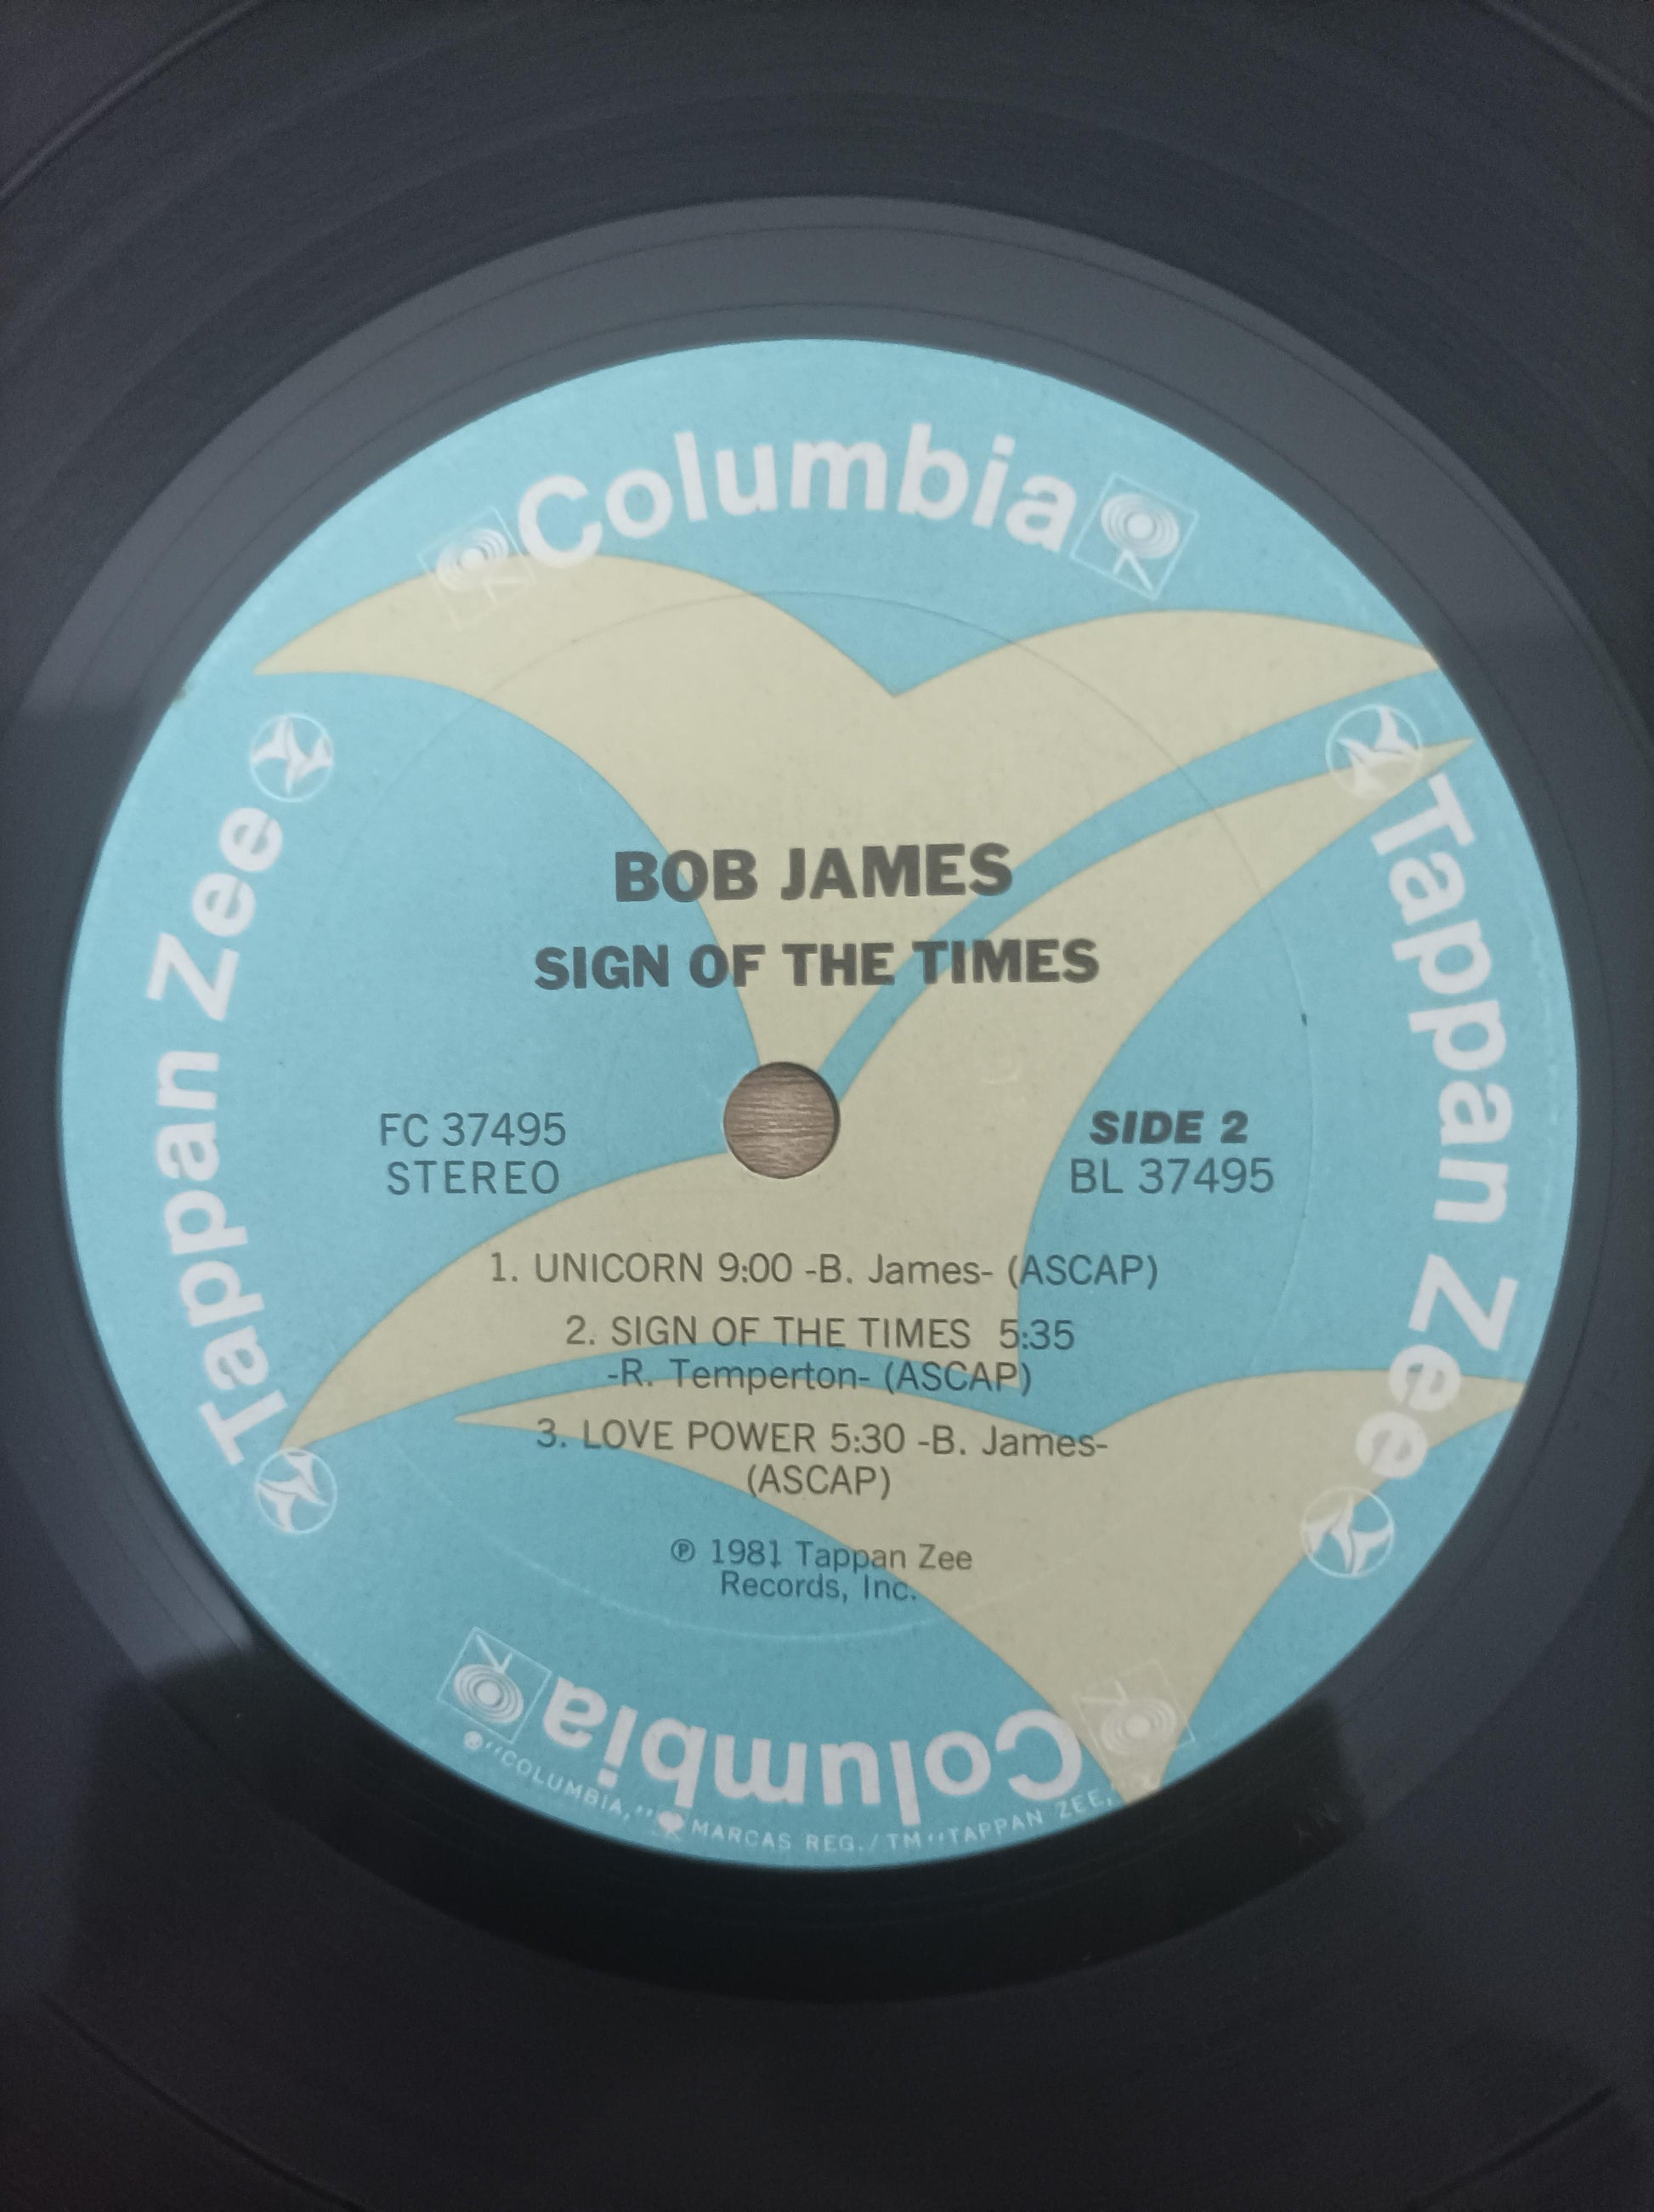 Columbia
Tappan Zee
Tappan Zee
BOB JAMES
SIGN OF THE TIMES
FC 37495
STEREO
SIDE 2
BL 37495
1. UNICORN 9:00 -B. James- (ASCAP)
2. SIGN OF THE TIMES 5:35
-R. Temperton- (ASCAP)
3. LOVE POWER 5:30 -B. James-
(ASCAP)
℗ 1981 Tappan Zee
Records, Inc.
Columbia
®"COLUMBIA," MARCAS REG./TM "TAPPAN ZEE,"